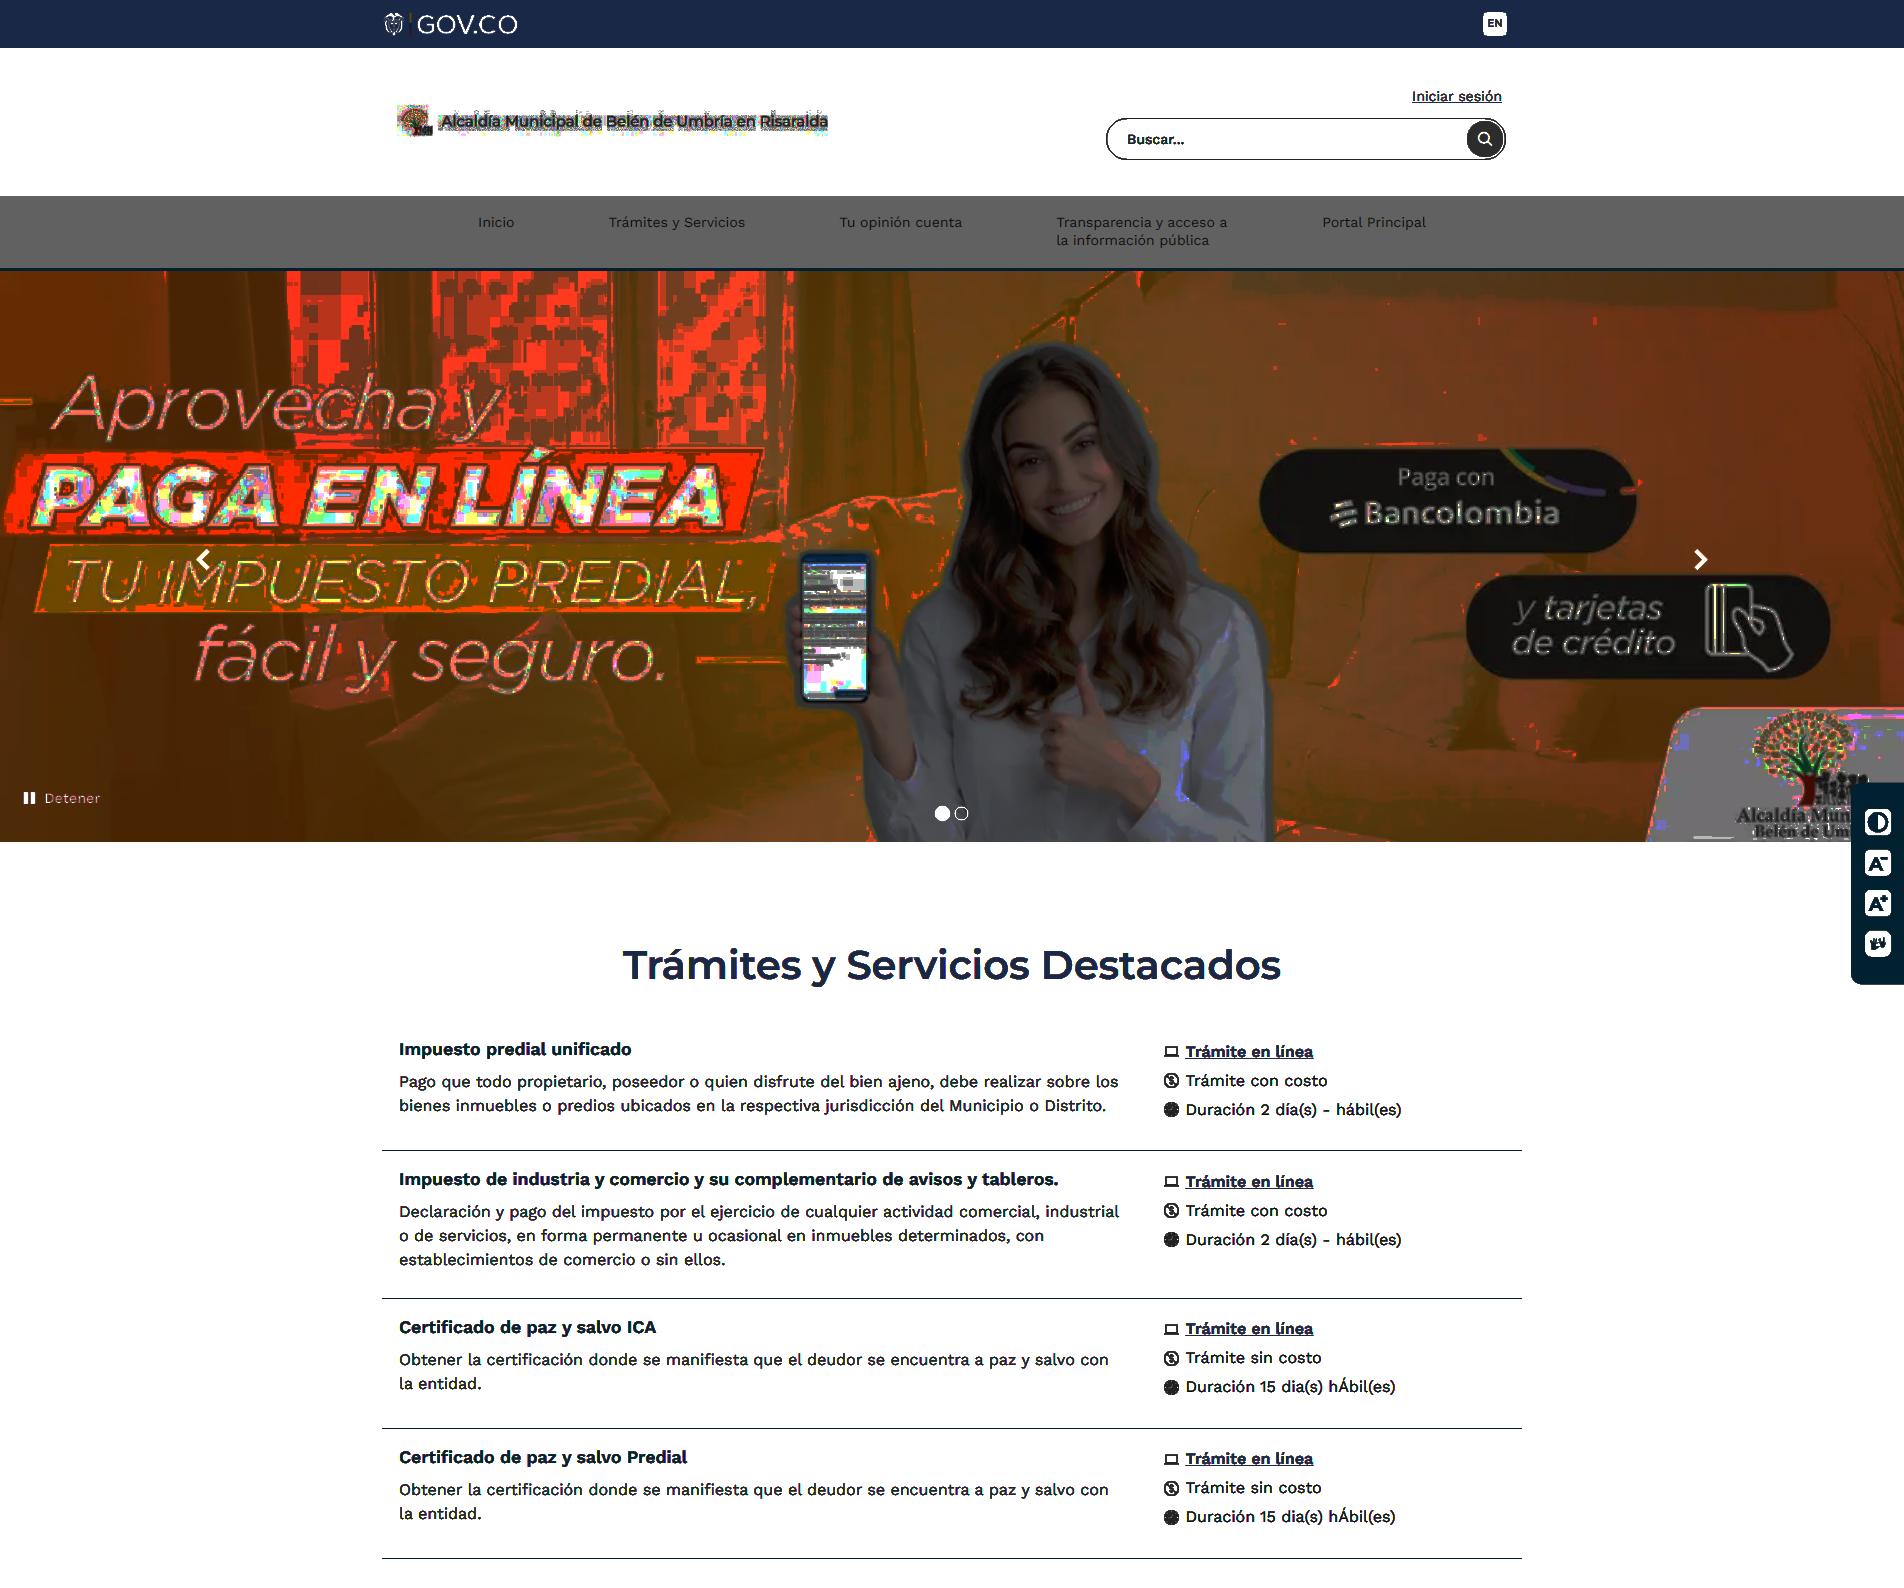 GOV.CO
EN
Alcaldía Municipal de Belén de Umbría en Risaralda
Iniciar sesión
Buscar...
Inicio
Trámites y Servicios
Tu opinión cuenta
Transparencia y acceso a
la información pública
Portal Principal
Aprovecha y
PAGA EN LÍNEA
TU IMPUESTO PREDIAL,
fácil y seguro.
Paga con
Bancolombia
y tarjetas
de crédito
Detener
Alcaldía
Belén de
A-
A+
Trámites y Servicios Destacados
Impuesto predial unificado
Pago que todo propietario, poseedor o quien disfrute del bien ajeno, debe realizar sobre los
bienes inmuebles o predios ubicados en la respectiva jurisdicción del Municipio o Distrito.
Trámite en línea
Trámite con costo
Duración 2 día(s) - hábil(es)
Impuesto de industria y comercio y su complementario de avisos y tableros.
Declaración y pago del impuesto por el ejercicio de cualquier actividad comercial, industrial
o de servicios, en forma permanente u ocasional en inmuebles determinados, con
establecimientos de comercio o sin ellos.
Trámite en línea
Trámite con costo
Duración 2 día(s) - hábil(es)
Certificado de paz y salvo ICA
Obtener la certificación donde se manifiesta que el deudor se encuentra a paz y salvo con
la entidad.
Trámite en línea
Trámite sin costo
Duración 15 dia(s) hÁbil(es)
Certificado de paz y salvo Predial
Obtener la certificación donde se manifiesta que el deudor se encuentra a paz y salvo con
la entidad.
Trámite en línea
Trámite sin costo
Duración 15 dia(s) hÁbil(es)